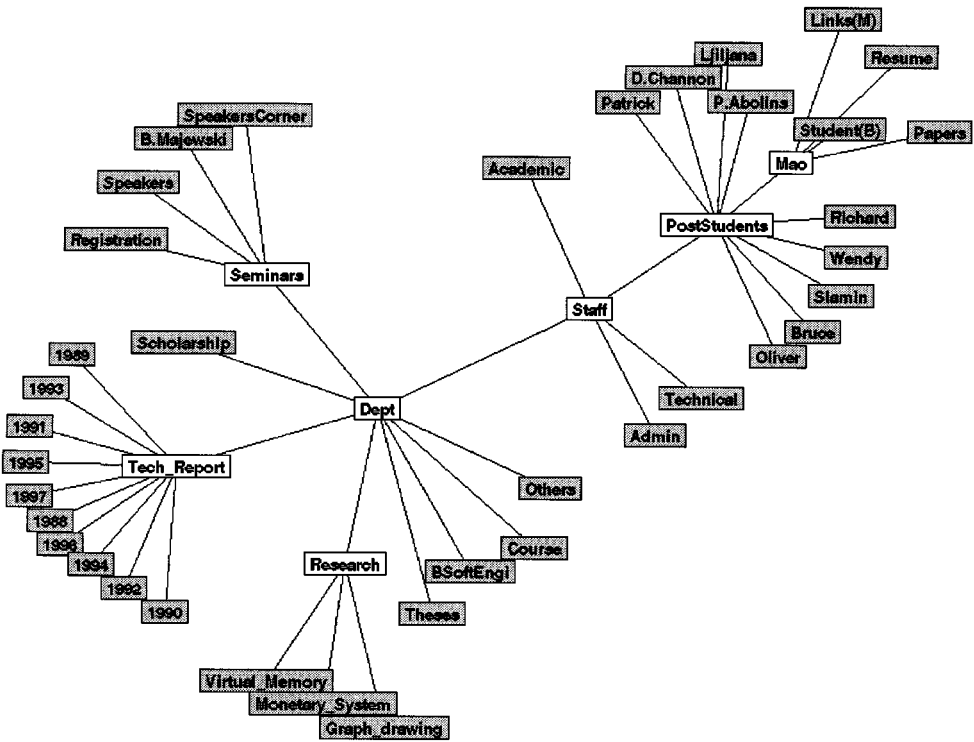 Links(M)
Ljiljana
Resume
D.Channon
Patrick
P.Abolins
SpeakersCorner
B.Majewski
Student(B)
Papers
Mao
Academic
Speakers
Richard
PostStudents
Registration
Wendy
Seminars
Slamin
Staff
Bruce
Scholarship
1989
Oliver
1993
Technical
Dept
1991
Admin
1995
Tech_Report
Others
1997
1988
1996
Course
1994
Research
BSoftEngi
1992
1990
Theses
Virtual_Memory
Monetary_System
Graph_drawing